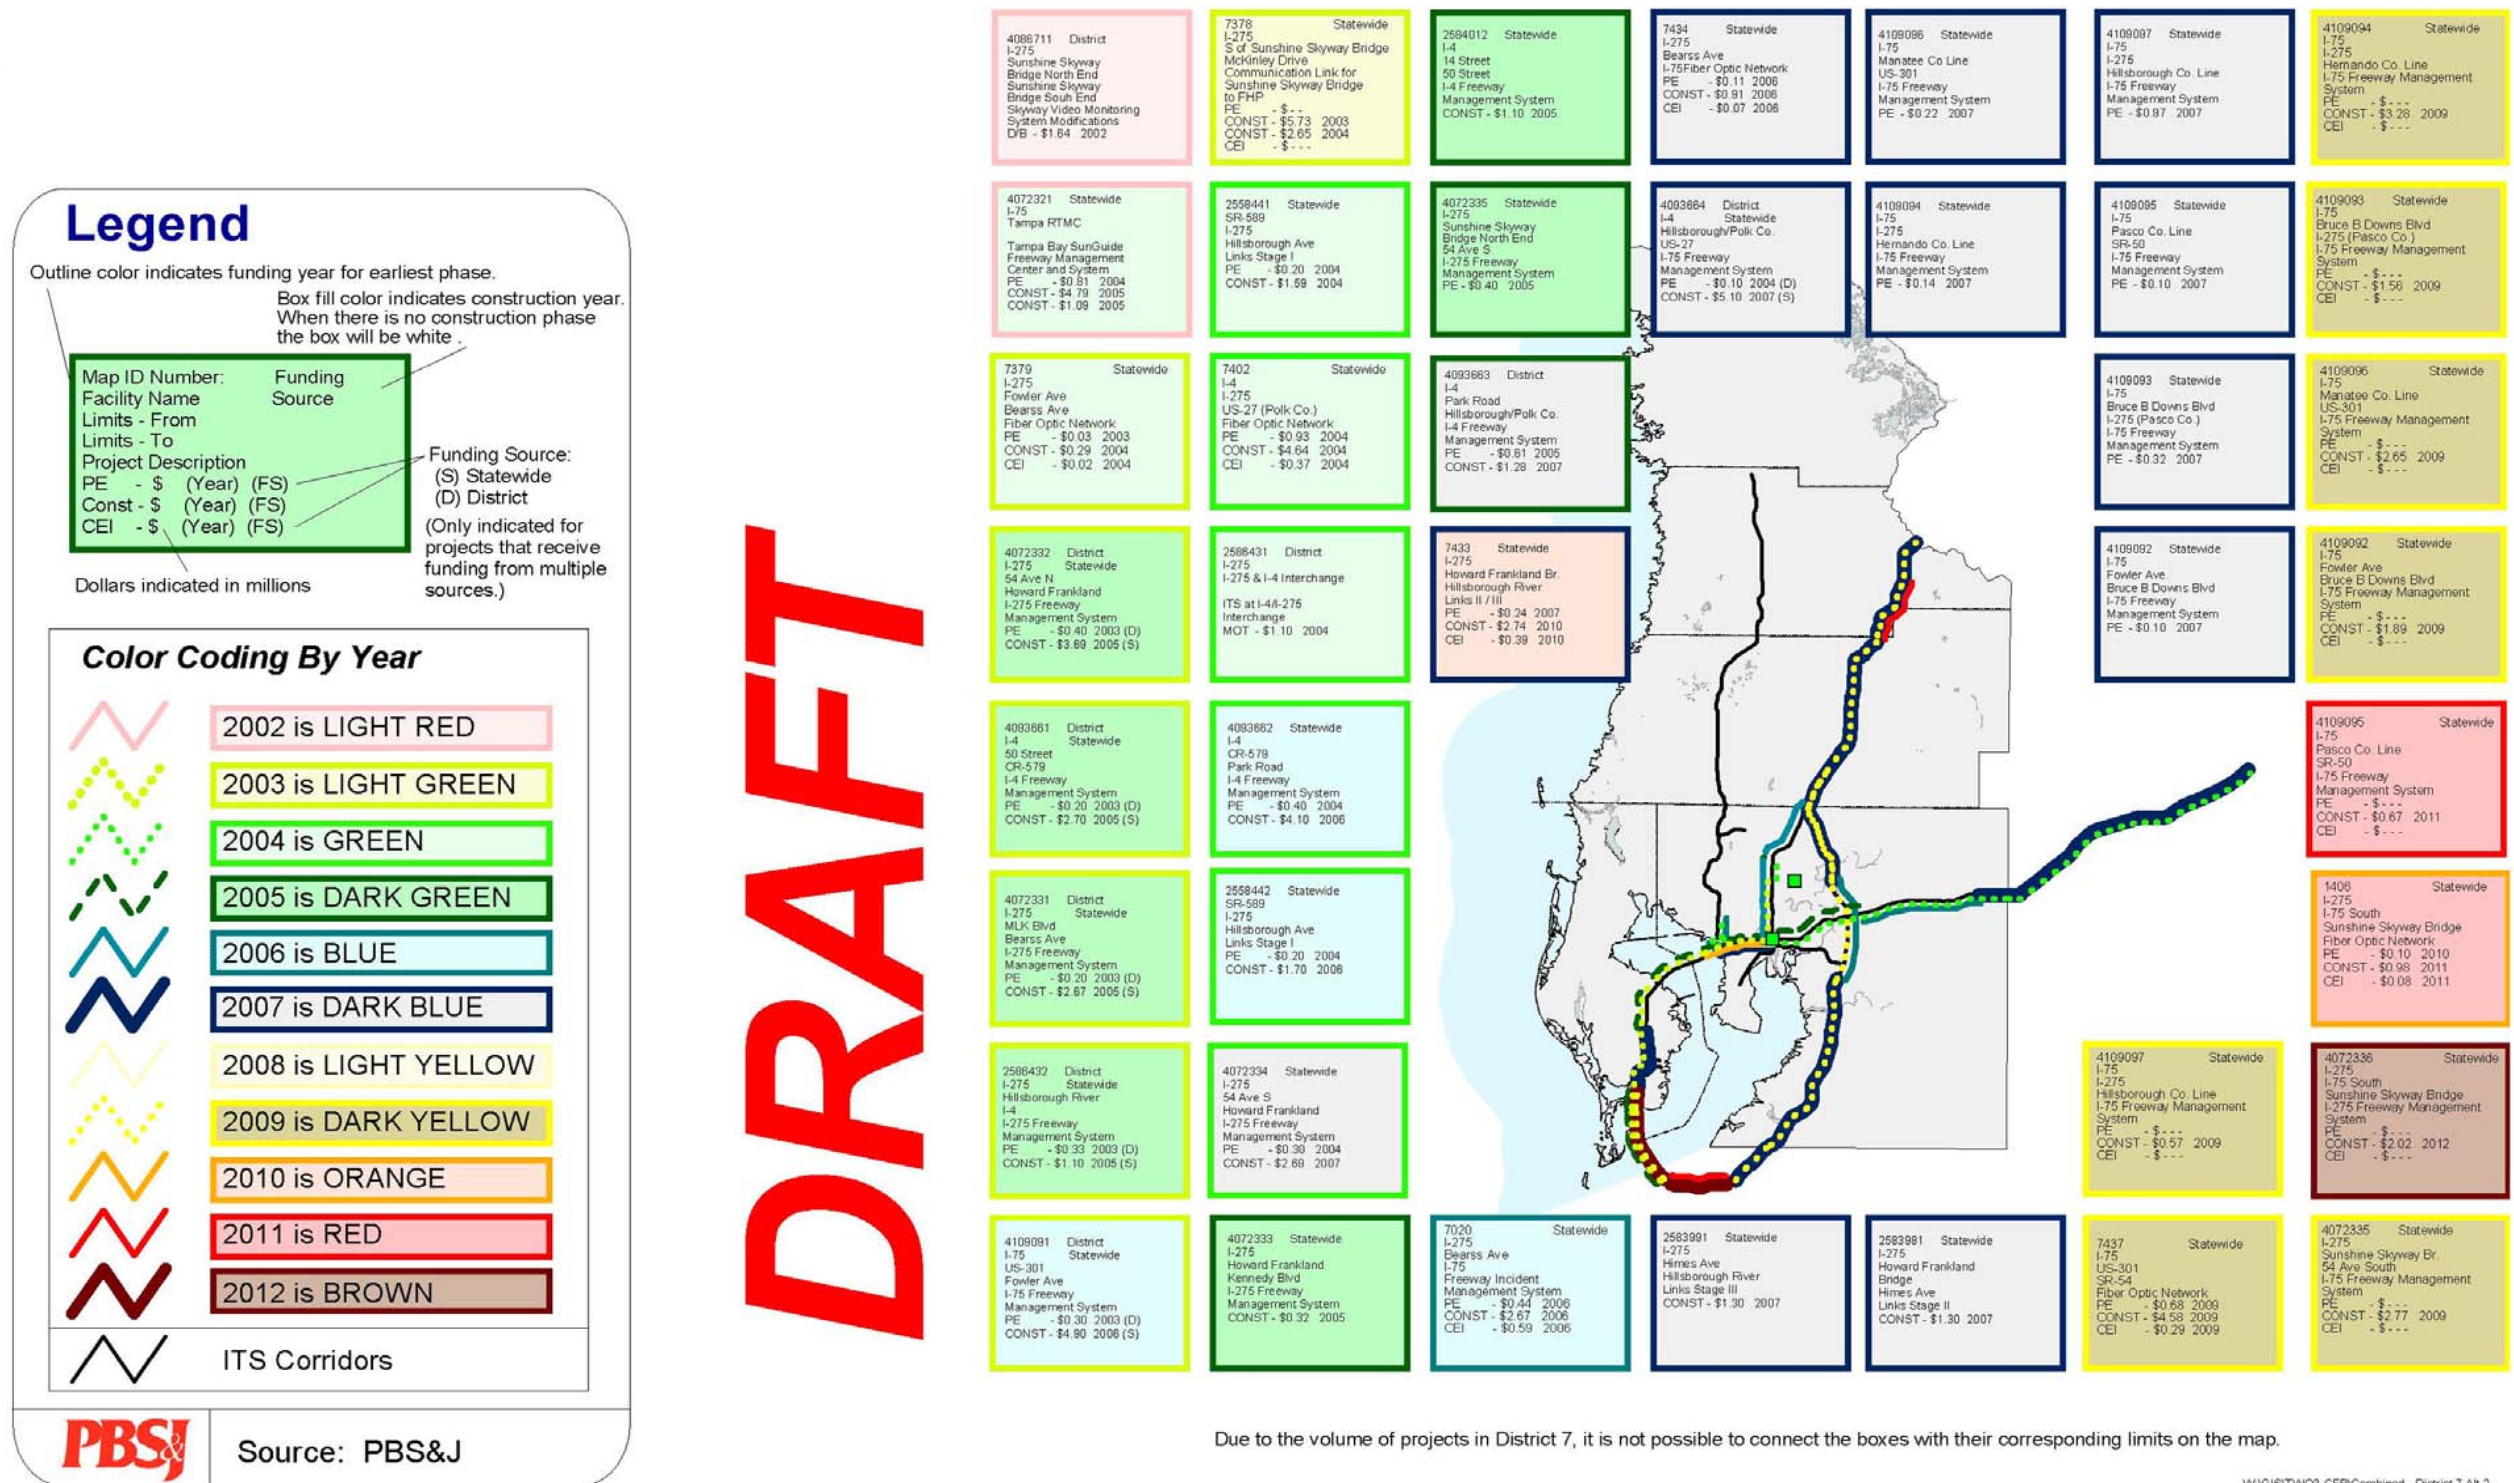 Legend
Outline color indicates funding year for earliest phase.
Box fill color indicates construction year.
When there is no construction phase
the box will be white .
Map ID Number: Funding
Facility Name Source
Limits - From
Limits - To
Project Description
PE - $ (Year) (FS)
Const - $ (Year) (FS)
CEI - $ (Year) (FS)
Funding Source:
(S) Statewide
(D) District
(Only indicated for
projects that receive
funding from multiple
sources.)
Dollars indicated in millions
Color Coding By Year
2002 is LIGHT RED
2003 is LIGHT GREEN
2004 is GREEN
2005 is DARK GREEN
2006 is BLUE
2007 is DARK BLUE
2008 is LIGHT YELLOW
2009 is DARK YELLOW
2010 is ORANGE
2011 is RED
2012 is BROWN
ITS Corridors
PBS&J
Source: PBS&J
DRAFT
4086711 District
I-275
Sunshine Skyway
Bridge North End
Sunshine Skyway
Bridge Souh End
Skyway Video Monitoring
System Modifications
D/B - $1.64 2002
7378 Statewide
I-275
S of Sunshine Skyway Bridge
McKinley Drive
Communication Link for
Sunshine Skyway Bridge
to FHP
PE - $- -
CONST - $5.73 2003
CONST - $2.65 2004
CEI - $- - -
2584012 Statewide
I-4
14 Street
50 Street
I-4 Freeway
Management System
CONST - $1.10 2005
7434 Statewide
I-275
Bearss Ave
I-75Fiber Optic Network
PE - $0.11 2006
CONST - $0.91 2006
CEI - $0.07 2006
4109096 Statewide
I-75
Manatee Co Line
US-301
I-75 Freeway
Management System
PE - $0.22 2007
4109097 Statewide
I-75
I-275
Hillsborough Co. Line
I-75 Freeway
Management System
PE - $0.97 2007
4109094 Statewide
I-75
I-275
Hernando Co. Line
I-75 Freeway Management
System
PE - $- - -
CONST - $3.28 2009
CEI - $- - -
4072321 Statewide
I-75
Tampa RTMC
Tampa Bay SunGuide
Freeway Management
Center and System
PE - $0.81 2004
CONST - $4.79 2005
CONST - $1.09 2005
2558441 Statewide
SR-589
I-275
Hillsborough Ave
Links Stage I
PE - $0.20 2004
CONST - $1.59 2004
4072335 Statewide
I-275
Sunshine Skyway
Bridge North End
54 Ave S
I-275 Freeway
Management System
PE - $0.40 2005
4093664 District
I-4 Statewide
Hillsborough/Polk Co.
US-27
I-75 Freeway
Management System
PE - $0.10 2004 (D)
CONST - $5.10 2007 (S)
4109094 Statewide
I-75
I-275
Hernando Co. Line
I-75 Freeway
Management System
PE - $0.14 2007
4109095 Statewide
I-75
Pasco Co. Line
SR-50
I-75 Freeway
Management System
PE - $0.10 2007
4109093 Statewide
I-75
Bruce B Downs Blvd
I-275 (Pasco Co.)
I-75 Freeway Management
System
PE - $- - -
CONST - $1.56 2009
CEI - $- - -
7379 Statewide
I-275
Fowler Ave
Bearss Ave
Fiber Optic Network
PE - $0.03 2003
CONST - $0.29 2004
CEI - $0.02 2004
7402 Statewide
I-4
I-275
US-27 (Polk Co.)
Fiber Optic Network
PE - $0.93 2004
CONST - $4.64 2004
CEI - $0.37 2004
4093663 District
I-4
Park Road
Hillsborough/Polk Co.
I-4 Freeway
Management System
PE - $0.61 2005
CONST - $1.28 2007
4109093 Statewide
I-75
Bruce B Downs Blvd
I-275 (Pasco Co.)
I-75 Freeway
Management System
PE - $0.32 2007
4109096 Statewide
I-75
Manatee Co. Line
US-301
I-75 Freeway Management
System
PE - $- - -
CONST - $2.65 2009
CEI - $- - -
4072332 District
I-275 Statewide
54 Ave N
Howard Frankland
I-275 Freeway
Management System
PE - $0.40 2003 (D)
CONST - $3.69 2005 (S)
2586431 District
I-275
I-275 & I-4 Interchange
ITS at I-4/I-275
Interchange
MOT - $1.10 2004
7433 Statewide
I-275
Howard Frankland Br.
Hillsborough River
Links II / III
PE - $0.24 2007
CONST - $2.74 2010
CEI - $0.39 2010
4109092 Statewide
I-75
Fowler Ave.
Bruce B Downs Blvd
I-75 Freeway
Management System
PE - $0.10 2007
4109092 Statewide
I-75
Fowler Ave
Bruce B Downs Blvd
I-75 Freeway Management
System
PE - $- - -
CONST - $1.89 2009
CEI - $- - -
4093661 District
I-4 Statewide
50 Street
CR-579
I-4 Freeway
Management System
PE - $0.20 2003 (D)
CONST - $2.70 2005 (S)
4093662 Statewide
I-4
CR-579
Park Road
I-4 Freeway
Management System
PE - $0.40 2004
CONST - $4.10 2006
4109095 Statewide
I-75
Pasco Co. Line
SR-50
I-75 Freeway
Management System
PE - $- - -
CONST - $0.67 2011
CEI - $- - -
4072331 District
I-275 Statewide
MLK Blvd
Bearss Ave
I-275 Freeway
Management System
PE - $0.20 2003 (D)
CONST - $2.67 2005 (S)
2558442 Statewide
SR-589
I-275
Hillsborough Ave
Links Stage I
PE - $0.20 2004
CONST - $1.70 2006
1406 Statewide
I-275
I-75 South
Sunshine Skyway Bridge
Fiber Optic Network
PE - $0.10 2010
CONST - $0.98 2011
CEI - $0.08 2011
2586432 District
I-275 Statewide
Hillsborough River
I-4
I-275 Freeway
Management System
PE - $0.33 2003 (D)
CONST - $1.10 2005 (S)
4072334 Statewide
I-275
54 Ave S
Howard Frankland
I-275 Freeway
Management System
PE - $0.30 2004
CONST - $2.68 2007
4109097 Statewide
I-75
I-275
Hillsborough Co. Line
I-75 Freeway Management
System
PE - $- - -
CONST - $0.57 2009
CEI - $- - -
4072336 Statewide
I-275
I-75 South
Sunshine Skyway Bridge
I-275 Freeway Management
System
PE - $- - -
CONST - $2.02 2012
CEI - $- - -
4109091 District
I-75 Statewide
US-301
Fowler Ave
I-75 Freeway
Management System
PE - $0.30 2003 (D)
CONST - $4.90 2006 (S)
4072333 Statewide
I-275
Howard Frankland
Kennedy Blvd
I-275 Freeway
Management System
CONST - $0.32 2005
7020 Statewide
I-275
Bearss Ave
I-75
Freeway Incident
Management System
PE - $0.44 2006
CONST - $2.67 2006
CEI - $0.59 2006
2583991 Statewide
I-275
Himes Ave
Hillsborough River
Links Stage III
CONST - $1.30 2007
2583981 Statewide
I-275
Howard Frankland
Bridge
Himes Ave
Links Stage II
CONST - $1.30 2007
7437 Statewide
I-75
US-301
SR-54
Fiber Optic Network
PE - $0.68 2009
CONST - $4.58 2009
CEI - $0.29 2009
4072335 Statewide
I-275
Sunshine Skyway Br.
54 Ave South
I-75 Freeway Management
System
PE - $- - -
CONST - $2.77 2009
CEI - $- - -
Due to the volume of projects in District 7, it is not possible to connect the boxes with their corresponding limits on the map.